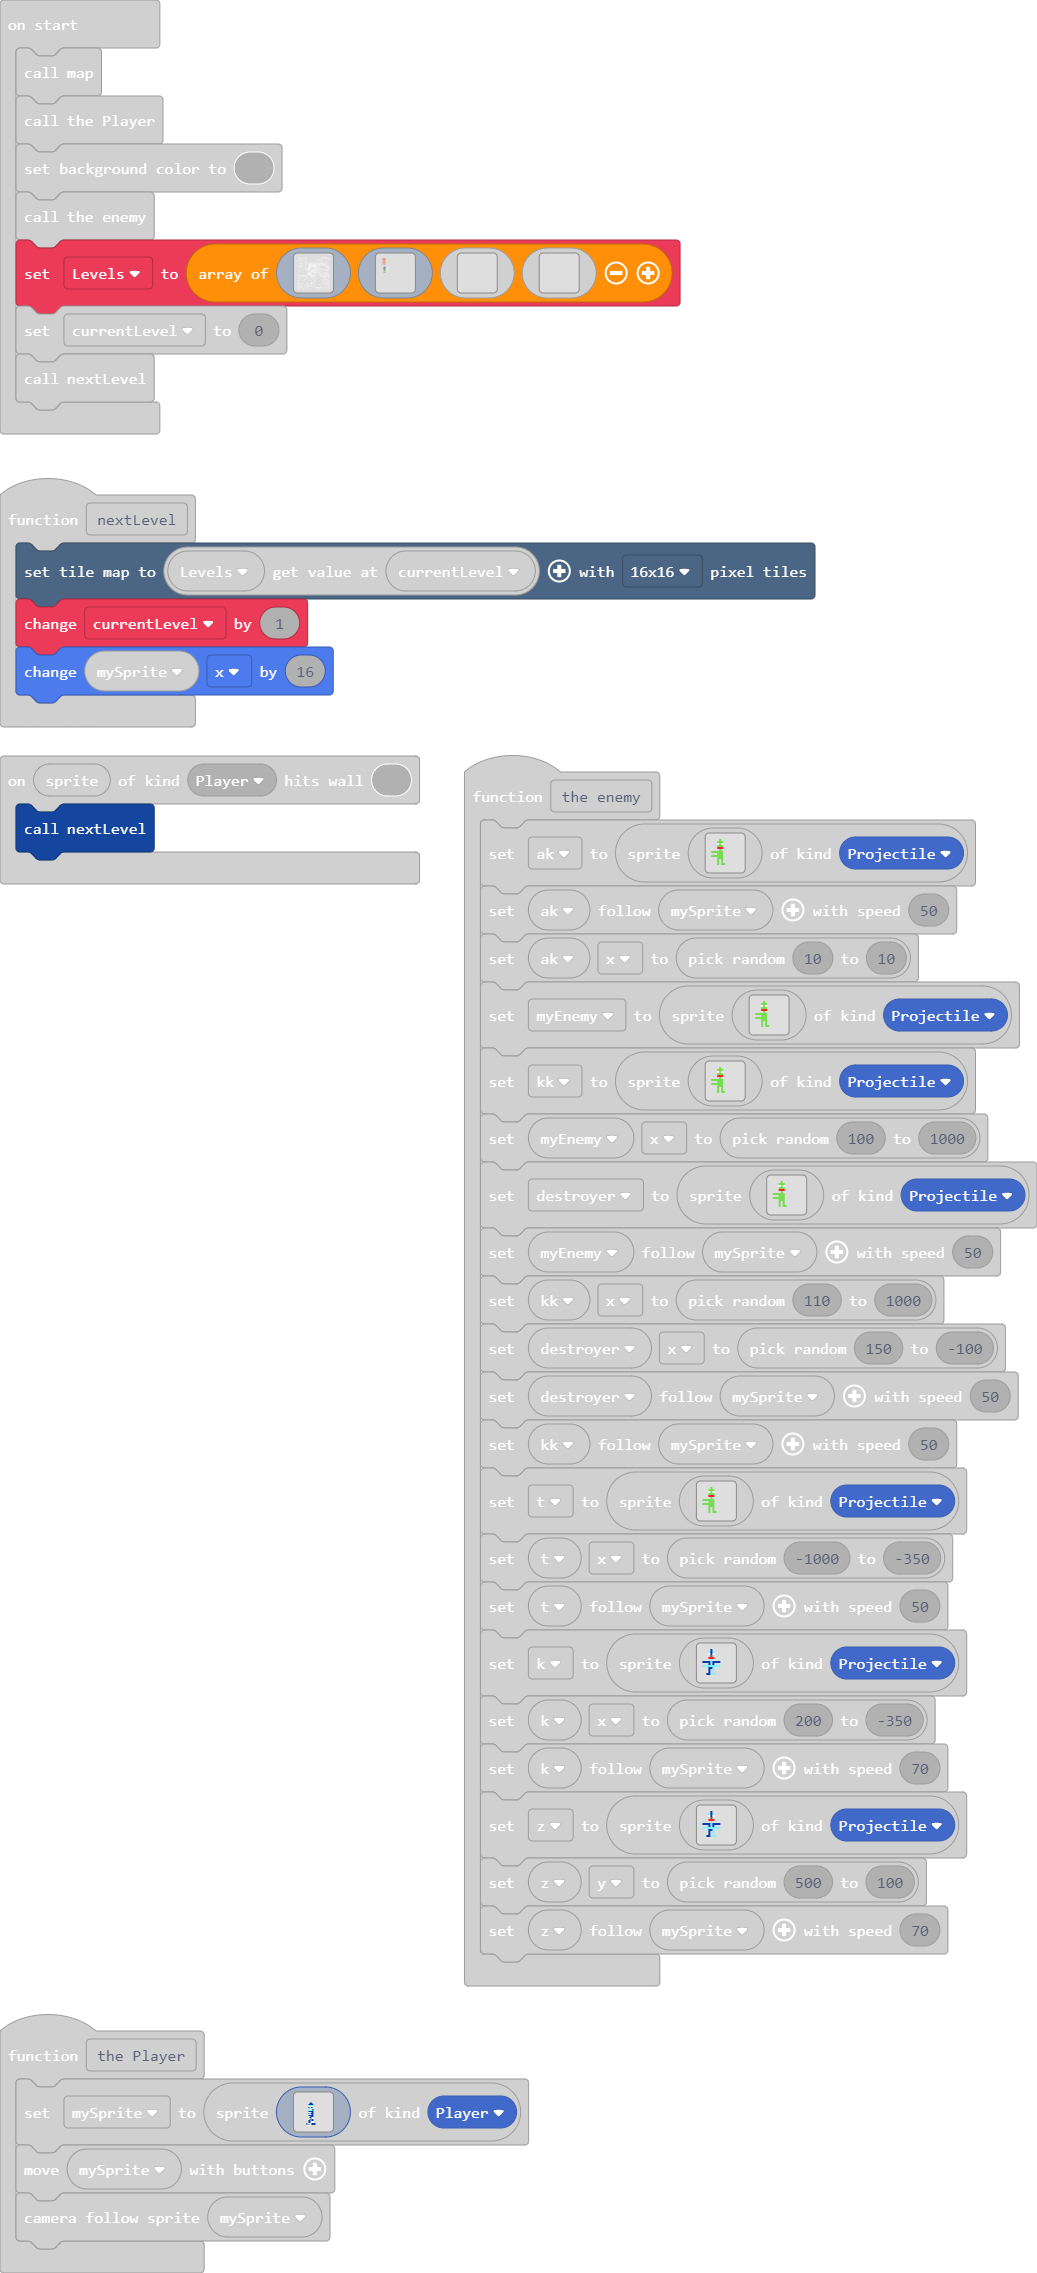 on start
call map
call the Player
set background color to
call the enemy
set Levels to array of
set currentLevel to 0
call nextLevel
function nextLevel
set tile map to Levels get value at currentLevel with 16x16 pixel tiles
change currentLevel by 1
change mySprite x by 16
on sprite of kind Player hits wall
call nextLevel
function the enemy
set ak to sprite of kind Projectile
set ak follow mySprite with speed 50
set ak x to pick random 10 to 10
set myEnemy to sprite of kind Projectile
set kk to sprite of kind Projectile
set myEnemy x to pick random 100 to 1000
set destroyer to sprite of kind Projectile
set myEnemy follow mySprite with speed 50
set kk x to pick random 110 to 1000
set destroyer x to pick random 150 to -100
set destroyer follow mySprite with speed 50
set kk follow mySprite with speed 50
set t to sprite of kind Projectile
set t x to pick random -1000 to -350
set t follow mySprite with speed 50
set k to sprite of kind Projectile
set k x to pick random 200 to -350
set k follow mySprite with speed 70
set z to sprite of kind Projectile
set z y to pick random 500 to 100
set z follow mySprite with speed 70
function the Player
set mySprite to sprite of kind Player
move mySprite with buttons
camera follow sprite mySprite